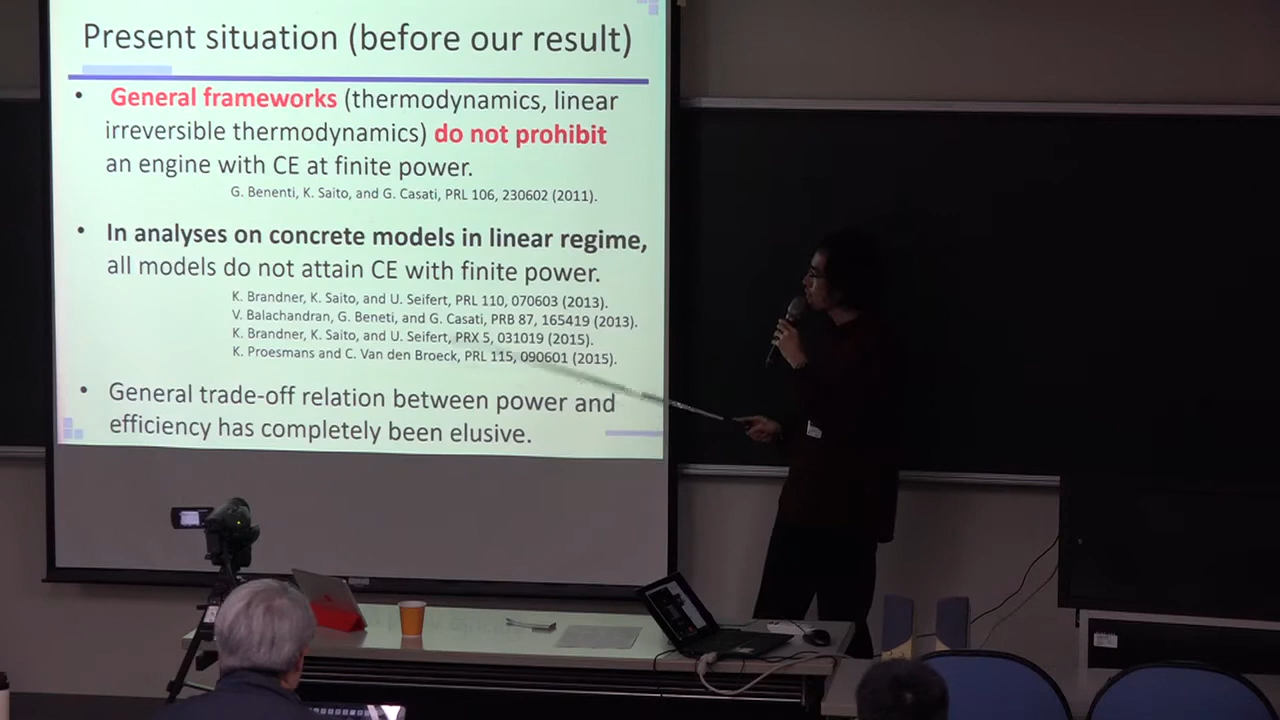 Present situation (before our result)
• General frameworks (thermodynamics, linear
irreversible thermodynamics) do not prohibit
an engine with CE at finite power.
G. Benenti, K. Saito, and G. Casati, PRL 106, 230602 (2011).
• In analyses on concrete models in linear regime,
all models do not attain CE with finite power.
K. Brandner, K. Saito, and U. Seifert, PRL 110, 070603 (2013).
V. Balachandran, G. Beneti, and G. Casati, PRB 87, 165419 (2013).
K. Brandner, K. Saito, and U. Seifert, PRX 5, 031019 (2015).
K. Proesmans and C. Van den Broeck, PRL 115, 090601 (2015).
• General trade-off relation between power and
efficiency has completely been elusive.